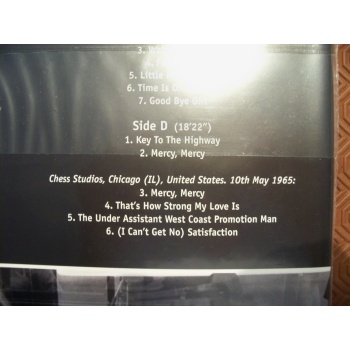 3.
4.
5. Little
6. Time Is
7. Good Bye Girl
Side D (18'22")
1. Key To The Highway
2. Mercy, Mercy
Chess Studios, Chicago (IL), United States. 10th May 1965:
3. Mercy, Mercy
4. That's How Strong My Love Is
5. The Under Assistant West Coast Promotion Man
6. (I Can't Get No) Satisfaction